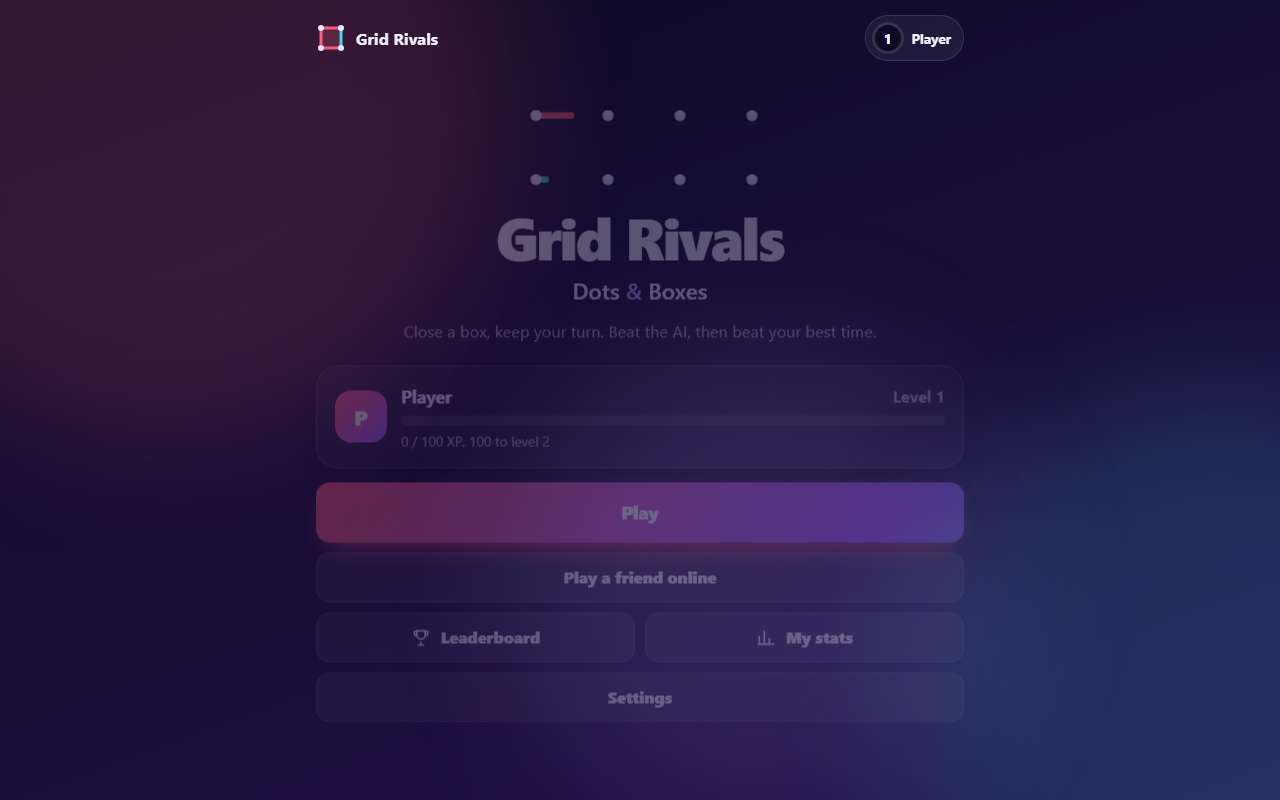 Grid Rivals
1 Player
Grid Rivals
Dots & Boxes
Close a box, keep your turn. Beat the AI, then beat your best time.
P
Player
Level 1
0 / 100 XP, 100 to level 2
Play
Play a friend online
Leaderboard
My stats
Settings